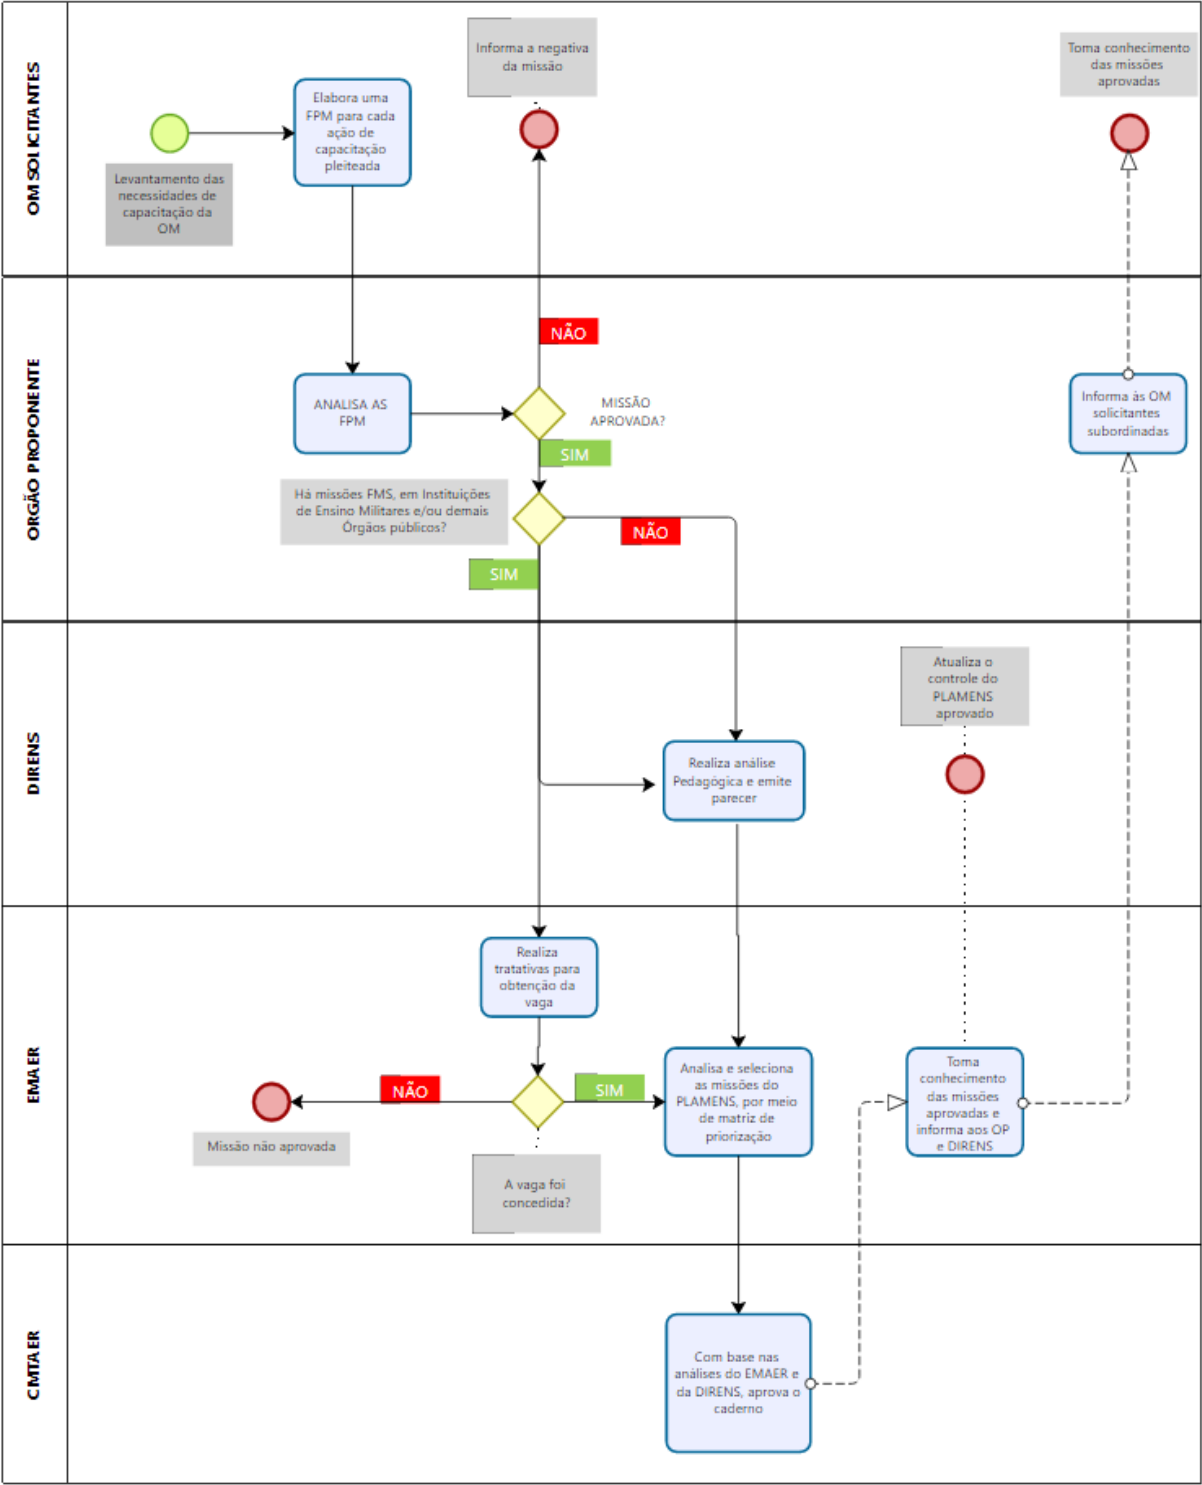 OM SOLICITANTES
Levantamento das
necessidades de
capacitação da
OM
Elabora uma
FPM para cada
ação de
capacitação
pleiteada
Informa a negativa
da missão
Toma conhecimento
das missões
aprovadas
ORGÃO PROPONENTE
ANALISA AS
FPM
NÃO
MISSÃO
APROVADA?
SIM
Há missões FMS, em Instituições
de Ensino Militares e/ou demais
Órgãos públicos?
NÃO
SIM
Informa às OM
solicitantes
subordinadas
DIRENS
Realiza análise
Pedagógica e emite
parecer
Atualiza o
controle do
PLAMENS
aprovado
EMAER
Realiza
tratativas para
obtenção da
vaga
NÃO
SIM
Missão não aprovada
A vaga foi
concedida?
Analisa e seleciona
as missões do
PLAMENS, por meio
de matriz de
priorização
Toma
conhecimento
das missões
aprovadas e
informa aos OP
e DIRENS
CMTAER
Com base nas
análises do EMAER e
da DIRENS, aprova o
caderno